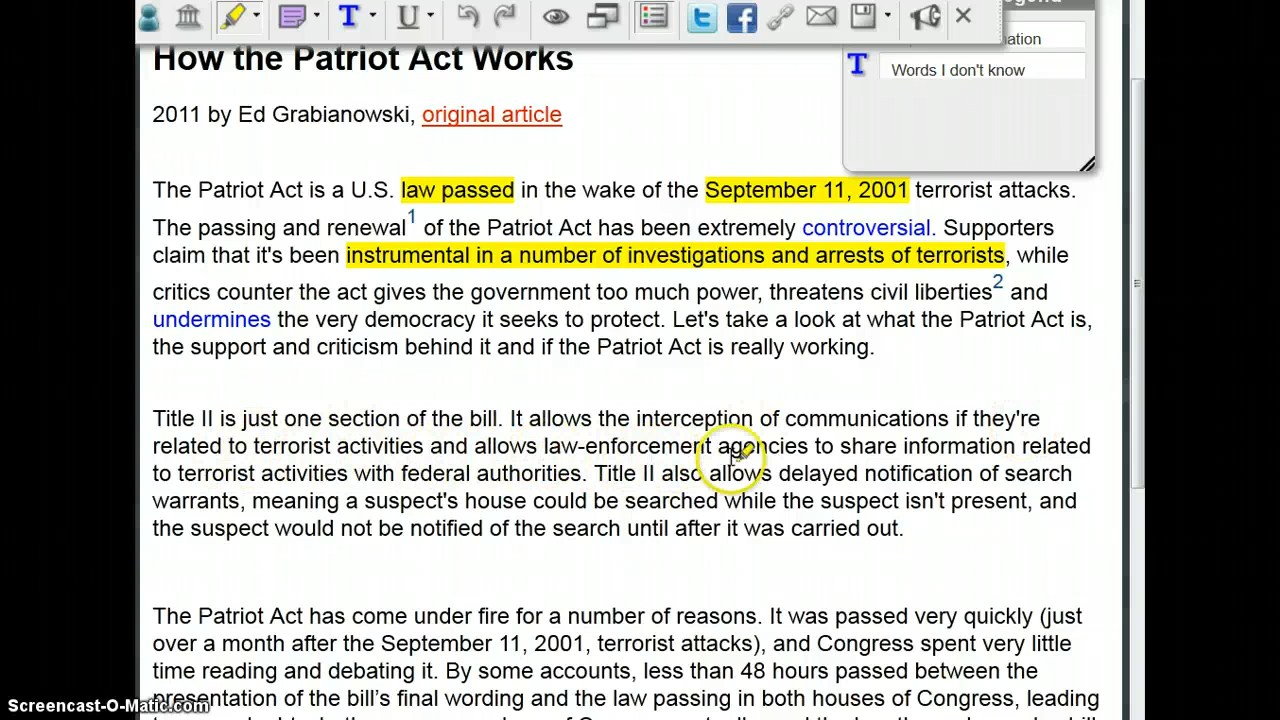 T U
egend
ation
T Words I don't know
How the Patriot Act Works
2011 by Ed Grabianowski, original article
The Patriot Act is a U.S. law passed in the wake of the September 11, 2001 terrorist attacks.
The passing and renewal1 of the Patriot Act has been extremely controversial. Supporters
claim that it's been instrumental in a number of investigations and arrests of terrorists, while
critics counter the act gives the government too much power, threatens civil liberties2 and
undermines the very democracy it seeks to protect. Let's take a look at what the Patriot Act is,
the support and criticism behind it and if the Patriot Act is really working.
Title II is just one section of the bill. It allows the interception of communications if they're
related to terrorist activities and allows law-enforcement agencies to share information related
to terrorist activities with federal authorities. Title II also allows delayed notification of search
warrants, meaning a suspect's house could be searched while the suspect isn't present, and
the suspect would not be notified of the search until after it was carried out.
The Patriot Act has come under fire for a number of reasons. It was passed very quickly (just
over a month after the September 11, 2001, terrorist attacks), and Congress spent very little
time reading and debating it. By some accounts, less than 48 hours passed between the
presentation of the bill's final wording and the law passing in both houses of Congress, leading
Screencast-O-Matic.com